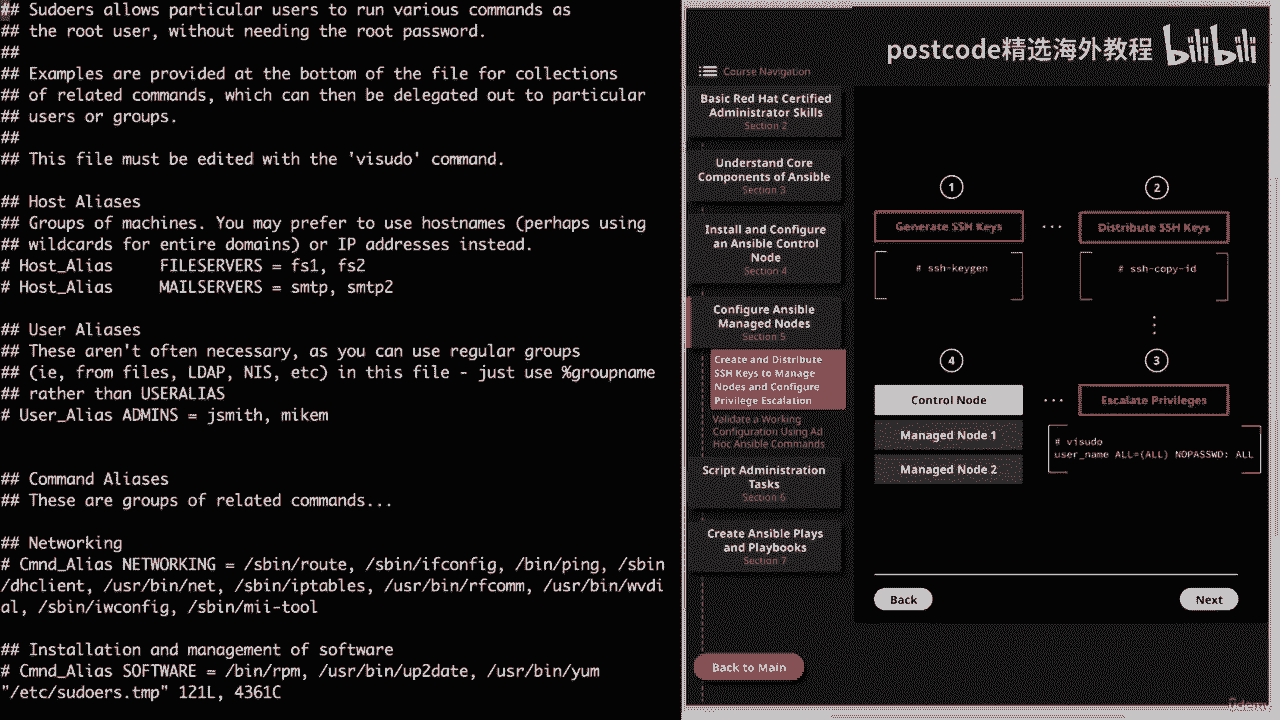 ## Sudoers allows particular users to run various commands as
## the root user, without needing the root password.
##
## Examples are provided at the bottom of the file for collections
## of related commands, which can then be delegated out to particular
## users or groups.
##
## This file must be edited with the 'visudo' command.
## Host Aliases
## Groups of machines. You may prefer to use hostnames (perhaps using
## wildcards for entire domains) or IP addresses instead.
# Host_Alias     FILESERVERS = fs1, fs2
# Host_Alias     MAILSERVERS = smtp, smtp2
## User Aliases
## These aren't often necessary, as you can use regular groups
## (ie, from files, LDAP, NIS, etc) in this file - just use %groupname
## rather than USERALIAS
# User_Alias ADMINS = jsmith, mikem
## Command Aliases
## These are groups of related commands...
## Networking
# Cmnd_Alias NETWORKING = /sbin/route, /sbin/ifconfig, /bin/ping, /sbin
/dhclient, /usr/bin/net, /sbin/iptables, /usr/bin/rfcomm, /usr/bin/wvdi
al, /sbin/iwconfig, /sbin/mii-tool
## Installation and management of software
# Cmnd_Alias SOFTWARE = /bin/rpm, /usr/bin/up2date, /usr/bin/yum
"/etc/sudoers.tmp" 121L, 4361C
postcode精选海外教程 bilibili
Course Navigation
Basic Red Hat Certified
Administrator Skills
Section 2
Understand Core
Components of Ansible
Section 3
Install and Configure
an Ansible Control
Node
Section 4
Configure Ansible
Managed Nodes
Section 5
Create and Distribute
SSH Keys to Manage
Nodes and Configure
Privilege Escalation
Validate a Working
Configuration Using Ad
Hoc Ansible Commands
Script Administration
Tasks
Section 6
Create Ansible Plays
and Playbooks
Section 7
Back to Main
1
Generate SSH Keys
# ssh-keygen
2
Distribute SSH Keys
# ssh-copy-id
4
Control Node
Managed Node 1
Managed Node 2
3
Escalate Privileges
# visudo
user_name ALL=(ALL) NOPASSWD: ALL
Back
Next
ûdemy